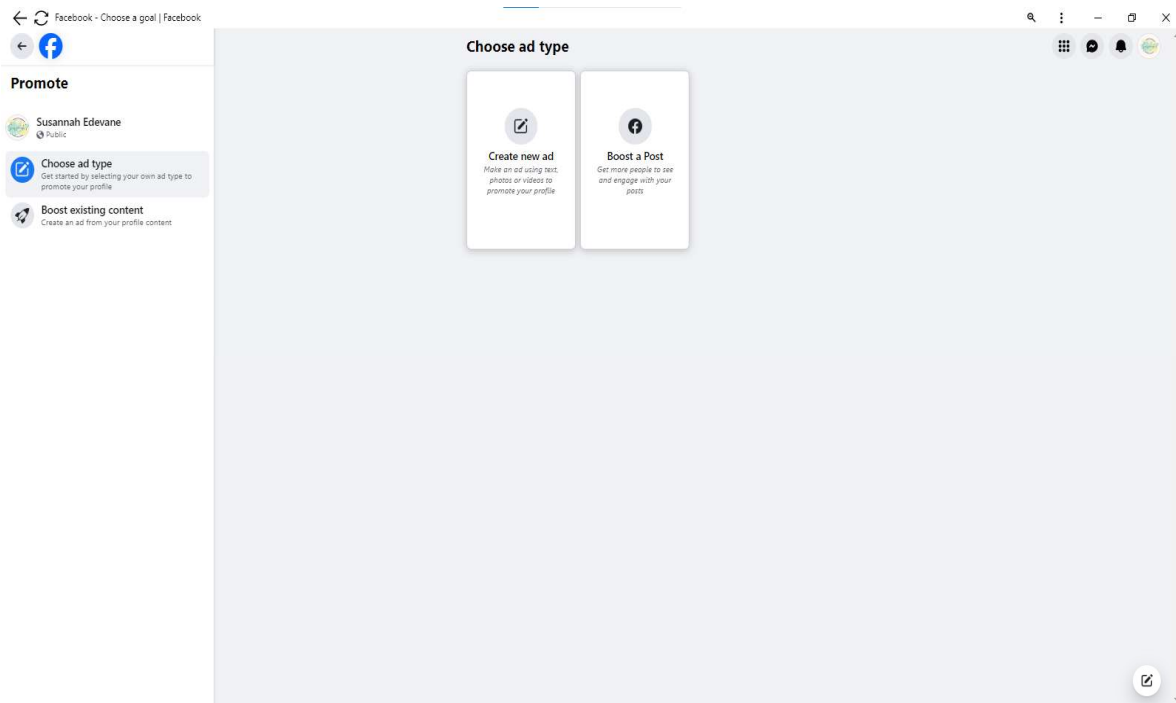 Facebook - Choose a goal | Facebook
Promote
Susannah Edevane
Public
Choose ad type
Get started by selecting your own ad type to
promote your profile
Boost existing content
Create an ad from your profile content
Choose ad type
Create new ad
Make an ad using text,
photos or videos to
promote your profile
Boost a Post
Get more people to see
and engage with your
posts